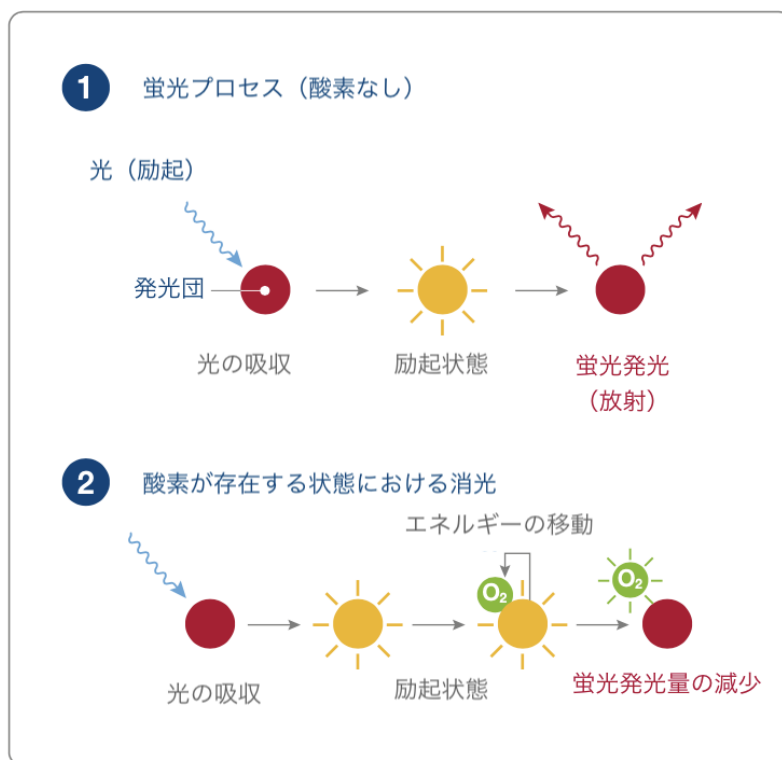 1 蛍光プロセス（酸素なし）
光（励起）
発光団
光の吸収
励起状態
蛍光発光
（放射）
2 酸素が存在する状態における消光
エネルギーの移動
O₂
O₂
光の吸収
励起状態
蛍光発光量の減少